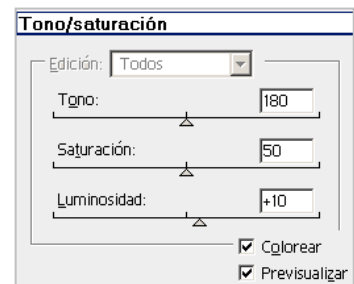 Tono/saturación
Edición: Todos
Tono: 180
Saturación: 50
Luminosidad: +10
Colorear
Previsualizar